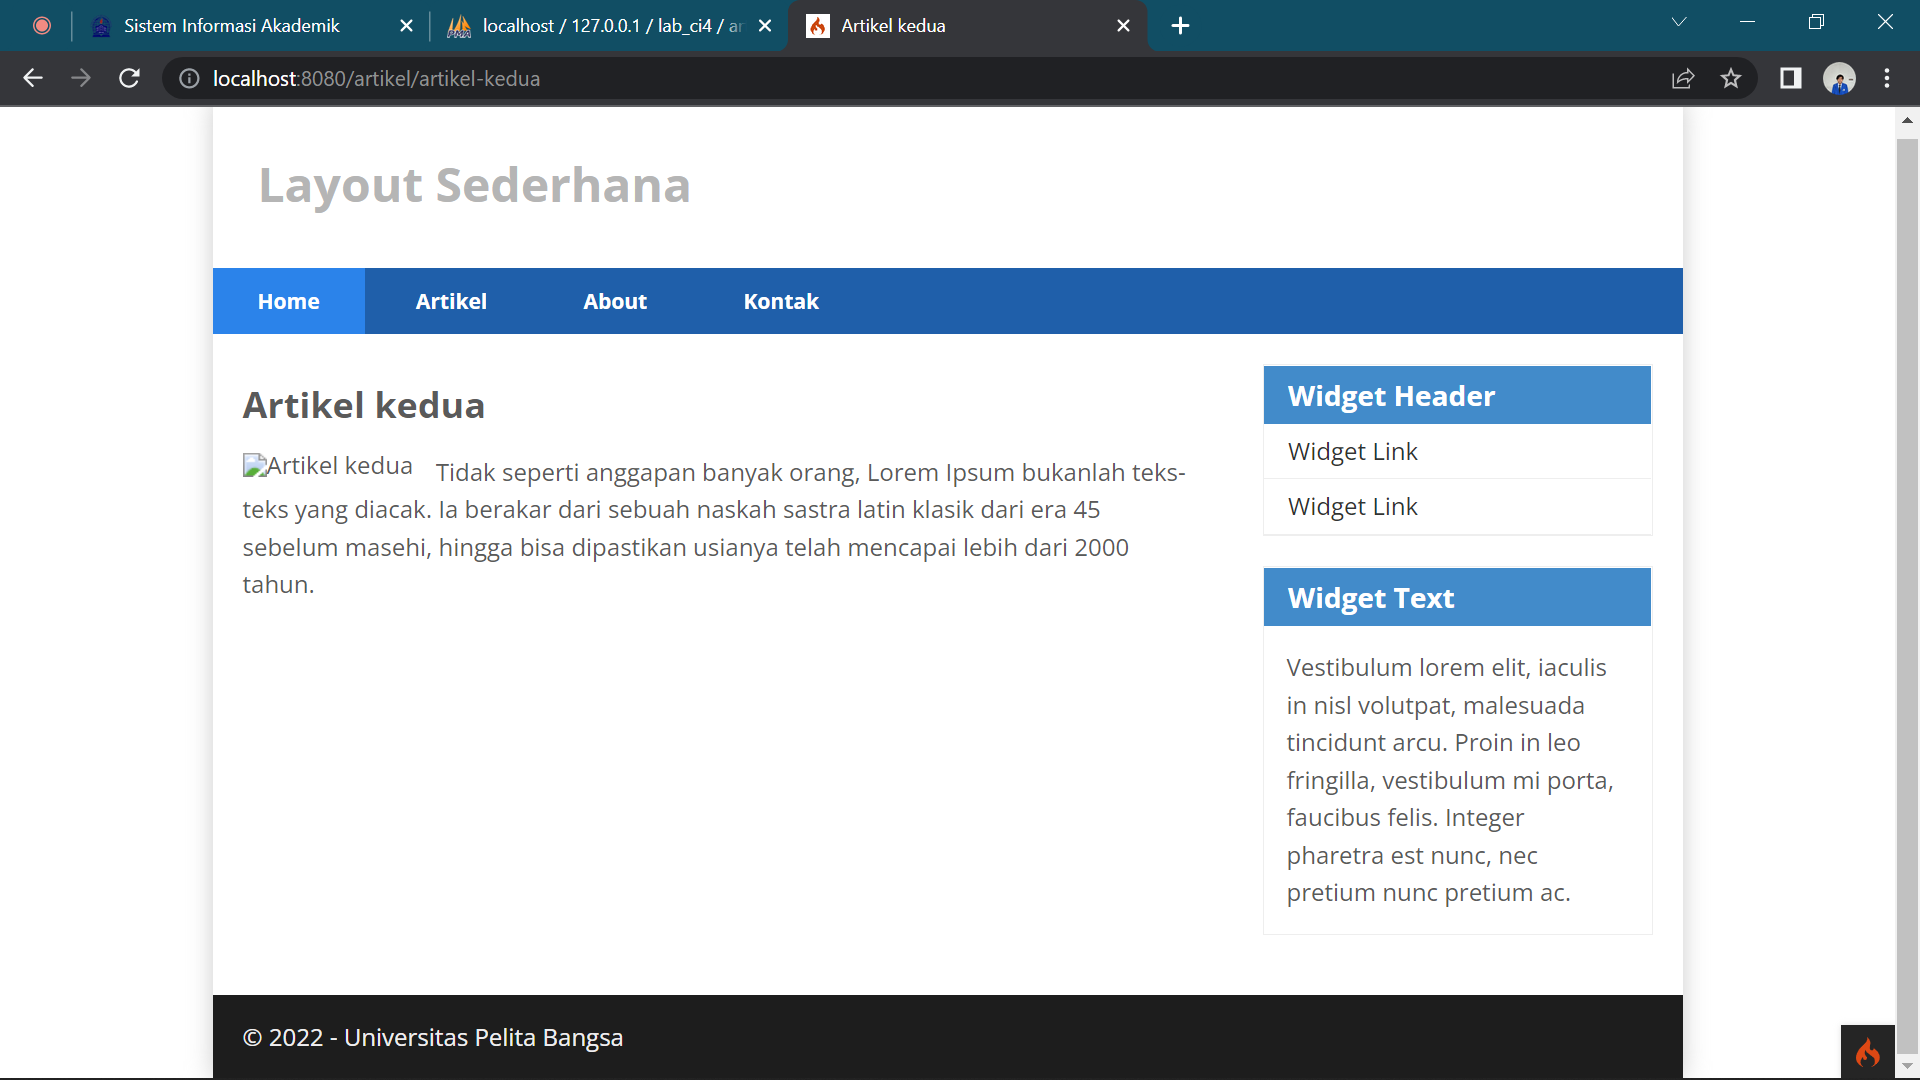 Sistem Informasi Akademik
localhost / 127.0.0.1 / lab_ci4 / ar
Artikel kedua
localhost:8080/artikel/artikel-kedua
Layout Sederhana
Home Artikel About Kontak
Artikel kedua
Artikel kedua Tidak seperti anggapan banyak orang, Lorem Ipsum bukanlah teks-
teks yang diacak. Ia berakar dari sebuah naskah sastra latin klasik dari era 45
sebelum masehi, hingga bisa dipastikan usianya telah mencapai lebih dari 2000
tahun.
Widget Header
Widget Link
Widget Link
Widget Text
Vestibulum lorem elit, iaculis
in nisl volutpat, malesuada
tincidunt arcu. Proin in leo
fringilla, vestibulum mi porta,
faucibus felis. Integer
pharetra est nunc, nec
pretium nunc pretium ac.
© 2022 - Universitas Pelita Bangsa